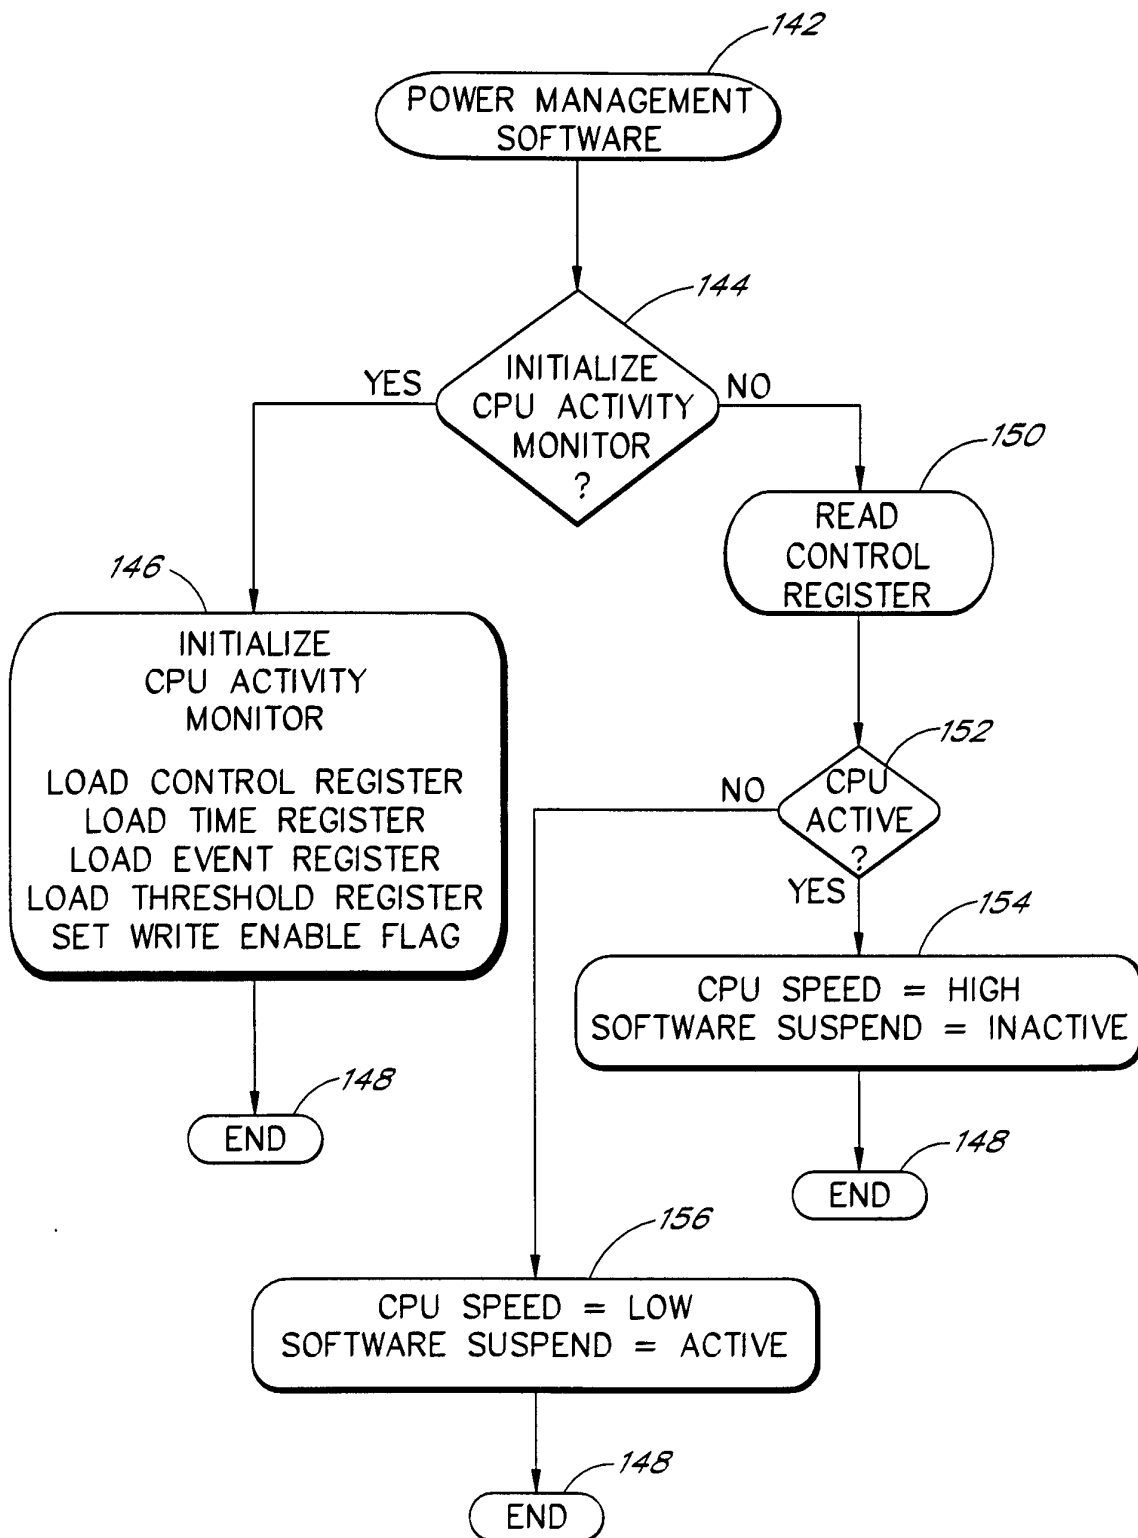 142
POWER MANAGEMENT
SOFTWARE
144
INITIALIZE
CPU ACTIVITY
MONITOR
?
YES
NO
150
READ
CONTROL
REGISTER
146
INITIALIZE
CPU ACTIVITY
MONITOR
LOAD CONTROL REGISTER
LOAD TIME REGISTER
LOAD EVENT REGISTER
LOAD THRESHOLD REGISTER
SET WRITE ENABLE FLAG
148
END
152
CPU
ACTIVE
?
NO
YES
154
CPU SPEED = HIGH
SOFTWARE SUSPEND = INACTIVE
148
END
156
CPU SPEED = LOW
SOFTWARE SUSPEND = ACTIVE
148
END